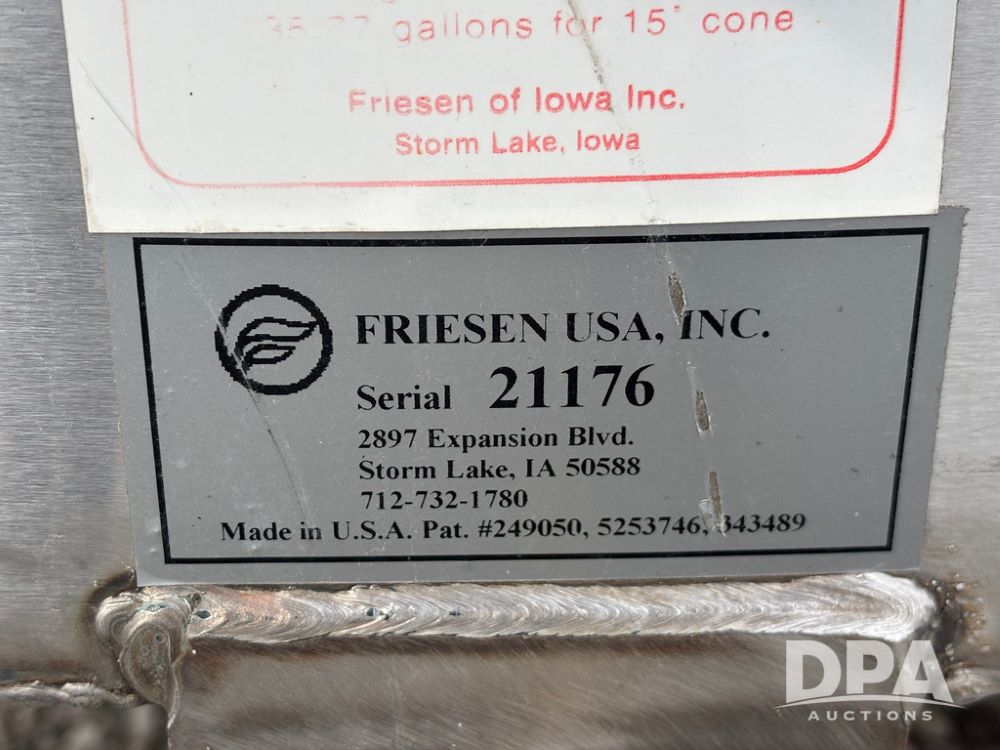 gallons for 15° cone
Friesen of Iowa Inc.
Storm Lake, Iowa
FRIESEN USA, INC.
Serial 21176
2897 Expansion Blvd.
Storm Lake, IA 50588
712-732-1780
Made in U.S.A. Pat. #249050, 5253746, 343489
DPA
AUCTIONS